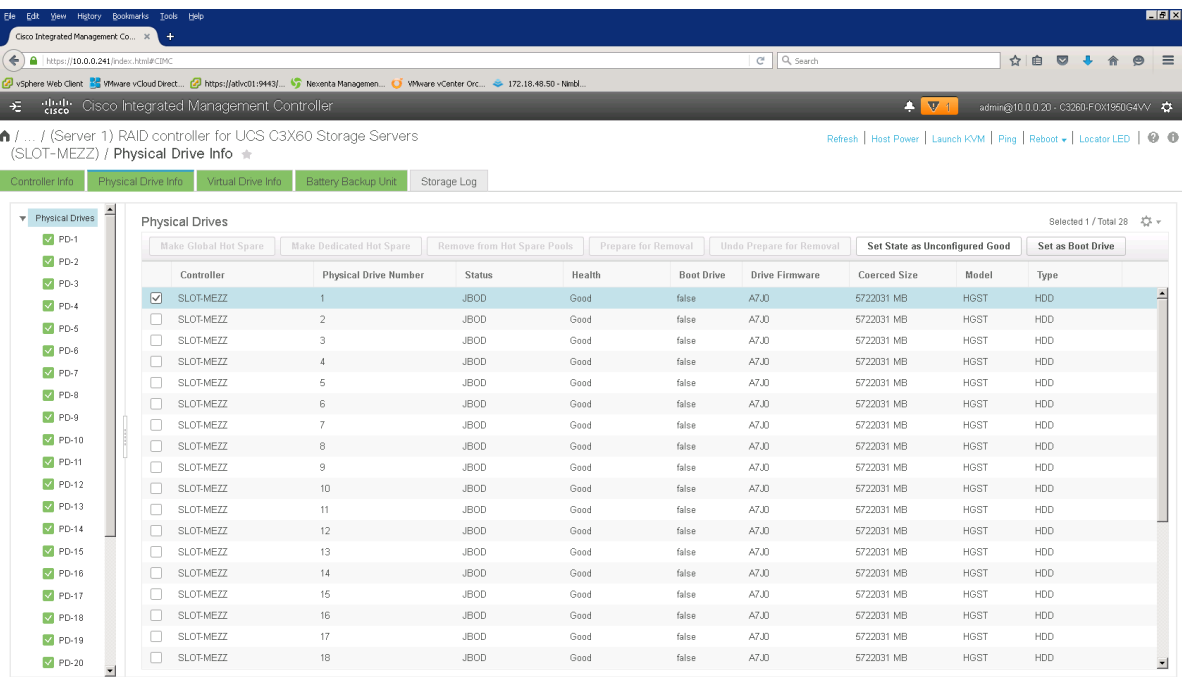 File Edit View History Bookmarks Tools Help
Cisco Integrated Management Co... × +
https://10.0.0.241/index.html#CIMC Search
vSphere Web Client VMware vCloud Direct... https://atlvc01:9443/... Nexenta Managemen... VMware vCenter Orc... 172.18.48.50 - Nimbl...
CISCO Cisco Integrated Management Controller 1 admin@10.0.0.20 - C3260-FOX1950G4VV
/ ... / (Server 1) RAID controller for UCS C3X60 Storage Servers
(SLOT-MEZZ) / Physical Drive Info
Refresh | Host Power | Launch KVM | Ping | Reboot | Locator LED | ? i
Controller Info Physical Drive Info Virtual Drive Info Battery Backup Unit Storage Log
Physical Drives
PD-1
PD-2
PD-3
PD-4
PD-5
PD-6
PD-7
PD-8
PD-9
PD-10
PD-11
PD-12
PD-13
PD-14
PD-15
PD-16
PD-17
PD-18
PD-19
PD-20
Physical Drives Selected 1 / Total 28
Make Global Hot Spare Make Dedicated Hot Spare Remove from Hot Spare Pools Prepare for Removal Undo Prepare for Removal Set State as Unconfigured Good Set as Boot Drive
Controller Physical Drive Number Status Health Boot Drive Drive Firmware Coerced Size Model Type
SLOT-MEZZ 1 JBOD Good false A7J0 5722031 MB HGST HDD
SLOT-MEZZ 2 JBOD Good false A7J0 5722031 MB HGST HDD
SLOT-MEZZ 3 JBOD Good false A7J0 5722031 MB HGST HDD
SLOT-MEZZ 4 JBOD Good false A7J0 5722031 MB HGST HDD
SLOT-MEZZ 5 JBOD Good false A7J0 5722031 MB HGST HDD
SLOT-MEZZ 6 JBOD Good false A7J0 5722031 MB HGST HDD
SLOT-MEZZ 7 JBOD Good false A7J0 5722031 MB HGST HDD
SLOT-MEZZ 8 JBOD Good false A7J0 5722031 MB HGST HDD
SLOT-MEZZ 9 JBOD Good false A7J0 5722031 MB HGST HDD
SLOT-MEZZ 10 JBOD Good false A7J0 5722031 MB HGST HDD
SLOT-MEZZ 11 JBOD Good false A7J0 5722031 MB HGST HDD
SLOT-MEZZ 12 JBOD Good false A7J0 5722031 MB HGST HDD
SLOT-MEZZ 13 JBOD Good false A7J0 5722031 MB HGST HDD
SLOT-MEZZ 14 JBOD Good false A7J0 5722031 MB HGST HDD
SLOT-MEZZ 15 JBOD Good false A7J0 5722031 MB HGST HDD
SLOT-MEZZ 16 JBOD Good false A7J0 5722031 MB HGST HDD
SLOT-MEZZ 17 JBOD Good false A7J0 5722031 MB HGST HDD
SLOT-MEZZ 18 JBOD Good false A7J0 5722031 MB HGST HDD